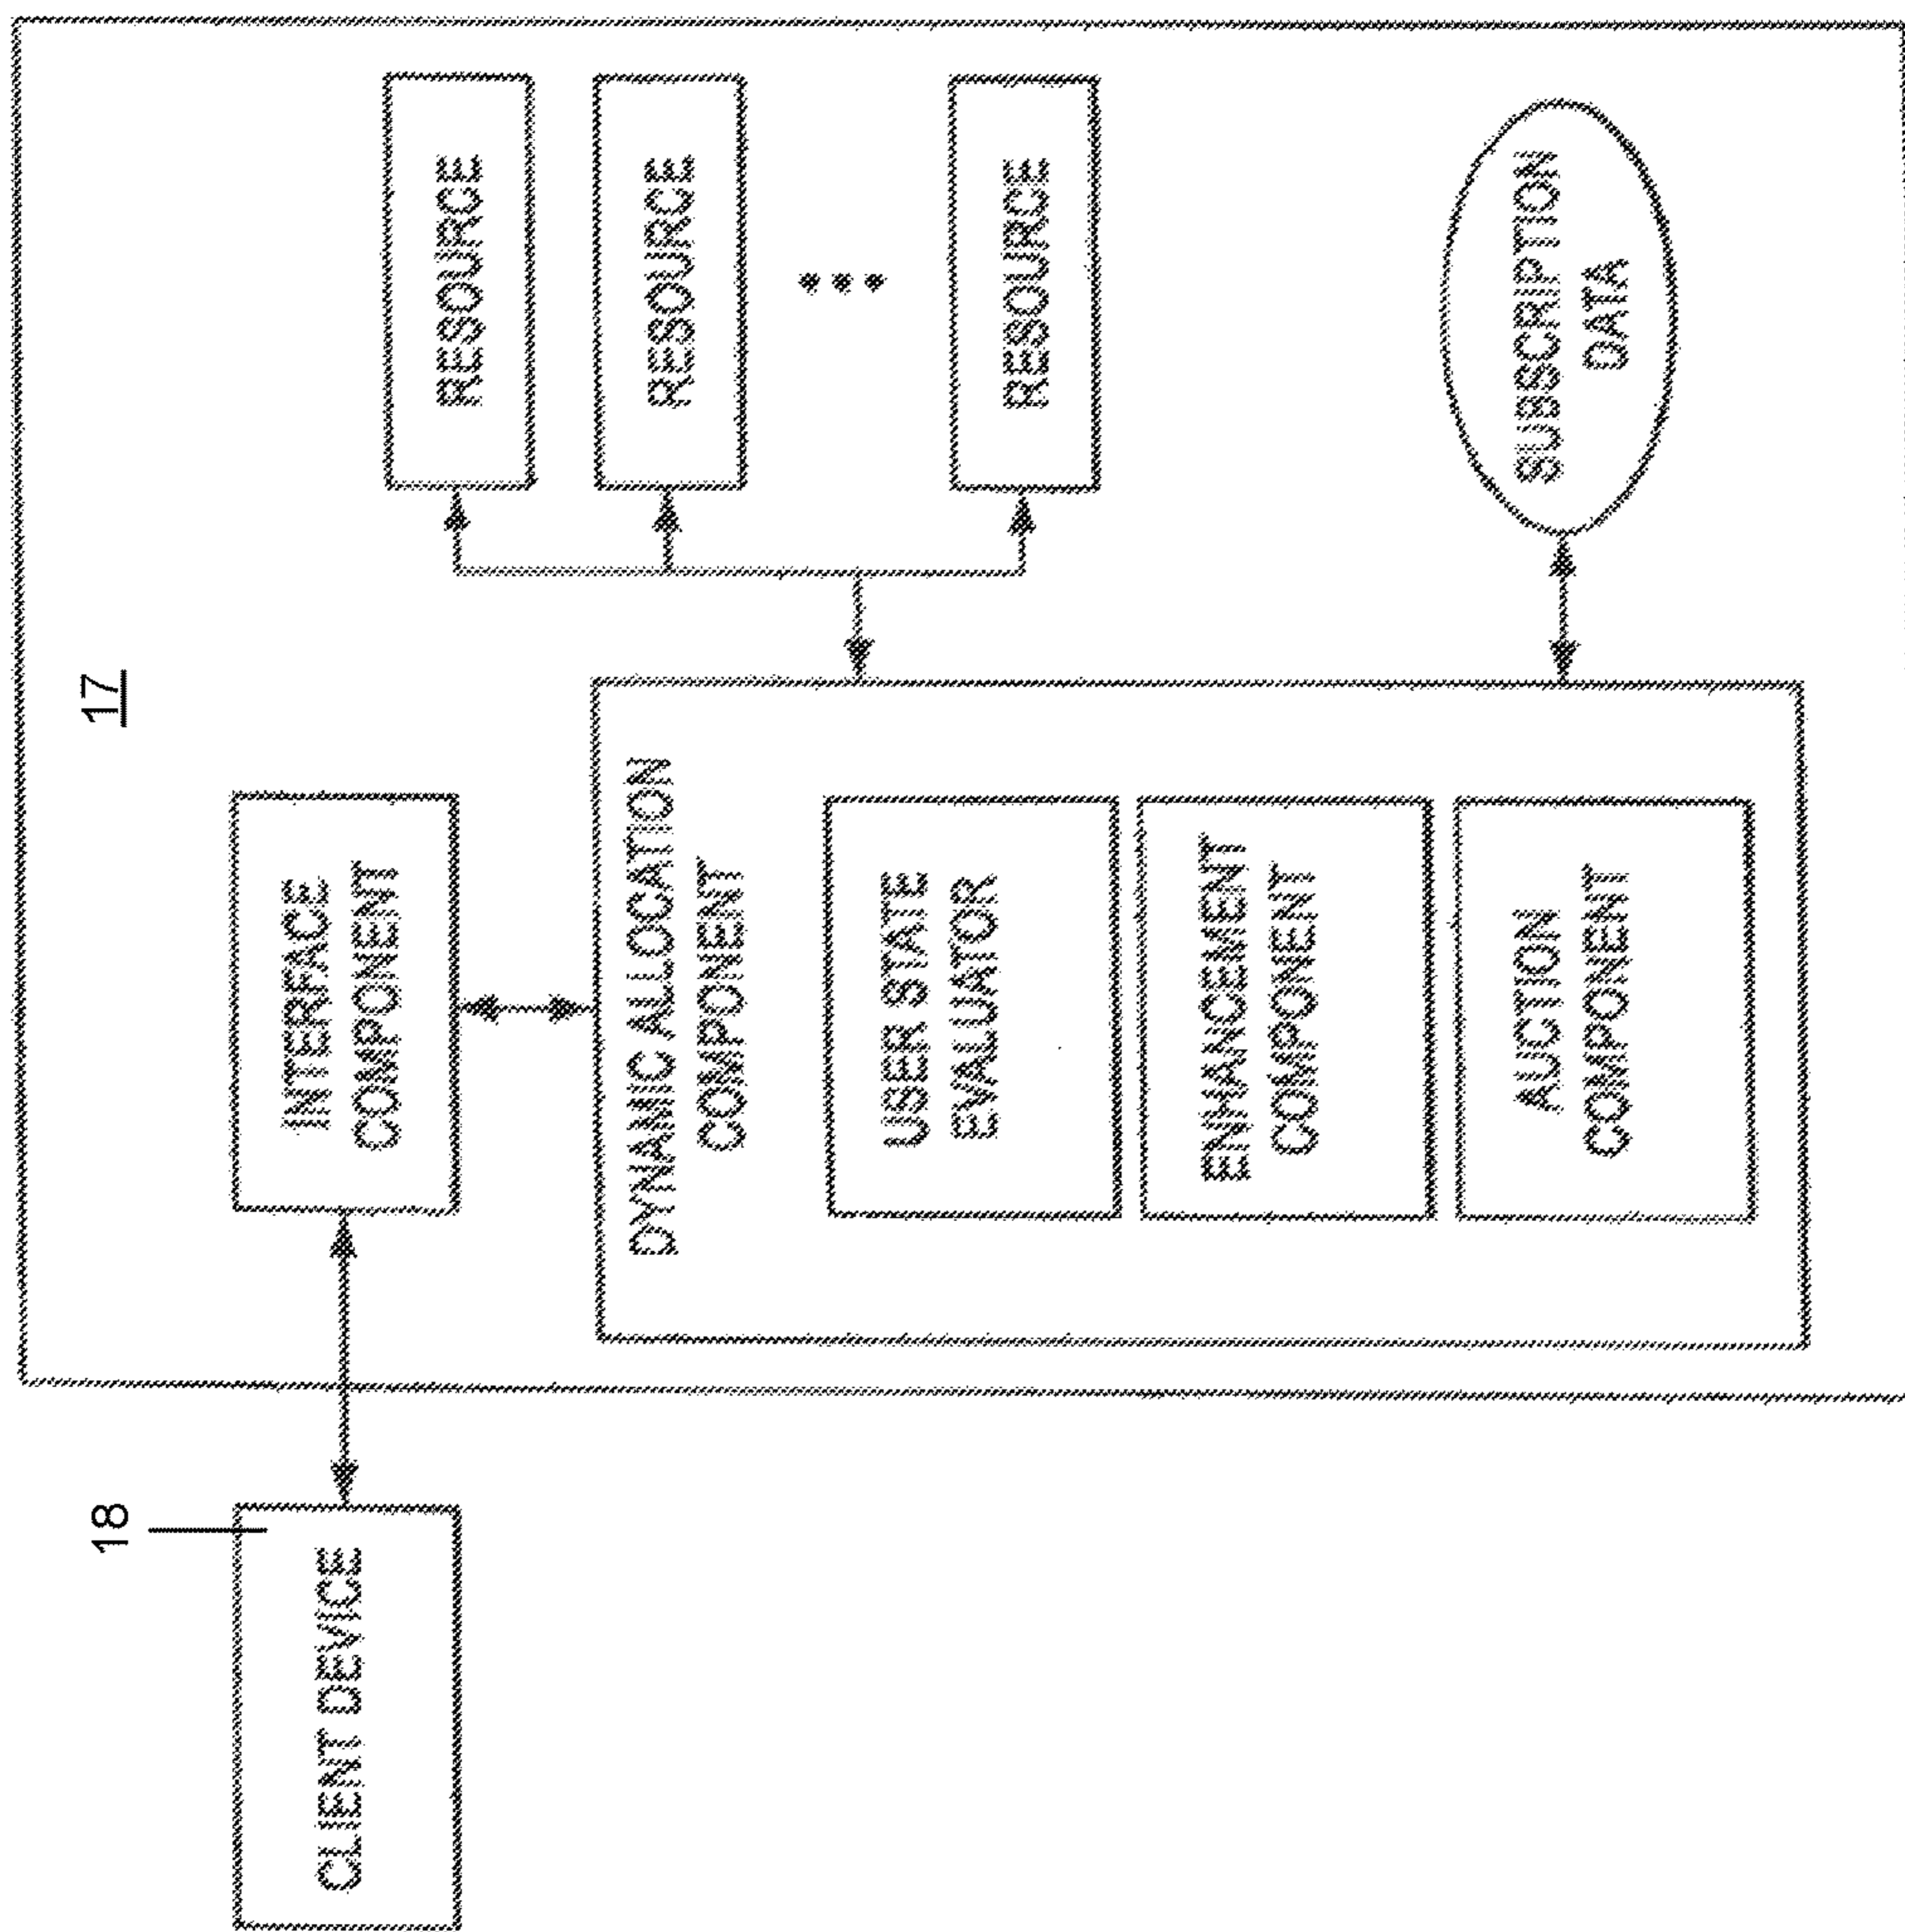 17
18
CLIENT DEVICE
INTERFACE
COMPONENT
DYNAMIC ALLOCATION
COMPONENT
USER STATE
EVALUATOR
ENHANCEMENT
COMPONENT
AUCTION
COMPONENT
RESOURCE
RESOURCE
RESOURCE
SUBSCRIPTION
DATA